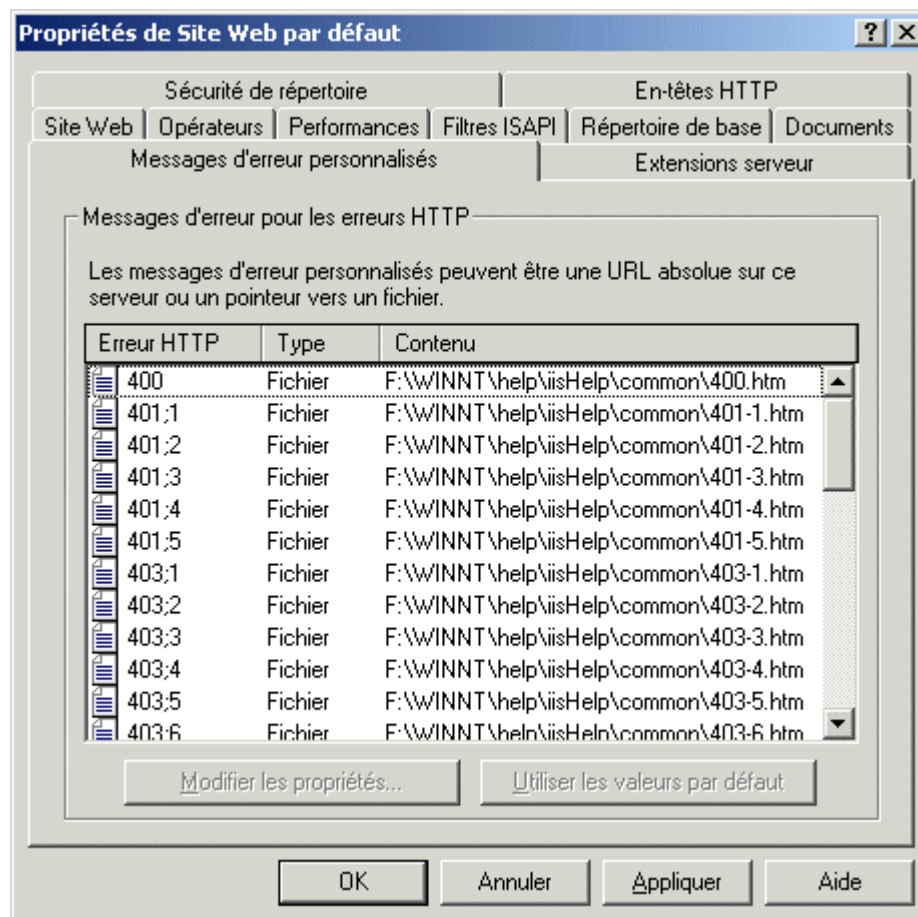 Propriétés de Site Web par défaut
Sécurité de répertoire En-têtes HTTP
Site Web Opérateurs Performances Filtres ISAPI Répertoire de base Documents
Messages d'erreur personnalisés Extensions serveur
Messages d'erreur pour les erreurs HTTP
Les messages d'erreur personnalisés peuvent être une URL absolue sur ce
serveur ou un pointeur vers un fichier.
Erreur HTTP Type Contenu
400 Fichier F:\WINNT\help\iisHelp\common\400.htm
401;1 Fichier F:\WINNT\help\iisHelp\common\401-1.htm
401;2 Fichier F:\WINNT\help\iisHelp\common\401-2.htm
401;3 Fichier F:\WINNT\help\iisHelp\common\401-3.htm
401;4 Fichier F:\WINNT\help\iisHelp\common\401-4.htm
401;5 Fichier F:\WINNT\help\iisHelp\common\401-5.htm
403;1 Fichier F:\WINNT\help\iisHelp\common\403-1.htm
403;2 Fichier F:\WINNT\help\iisHelp\common\403-2.htm
403;3 Fichier F:\WINNT\help\iisHelp\common\403-3.htm
403;4 Fichier F:\WINNT\help\iisHelp\common\403-4.htm
403;5 Fichier F:\WINNT\help\iisHelp\common\403-5.htm
403;6 Fichier F:\WINNT\help\iisHelp\common\403-6.htm
Modifier les propriétés... Utiliser les valeurs par défaut
OK Annuler Appliquer Aide